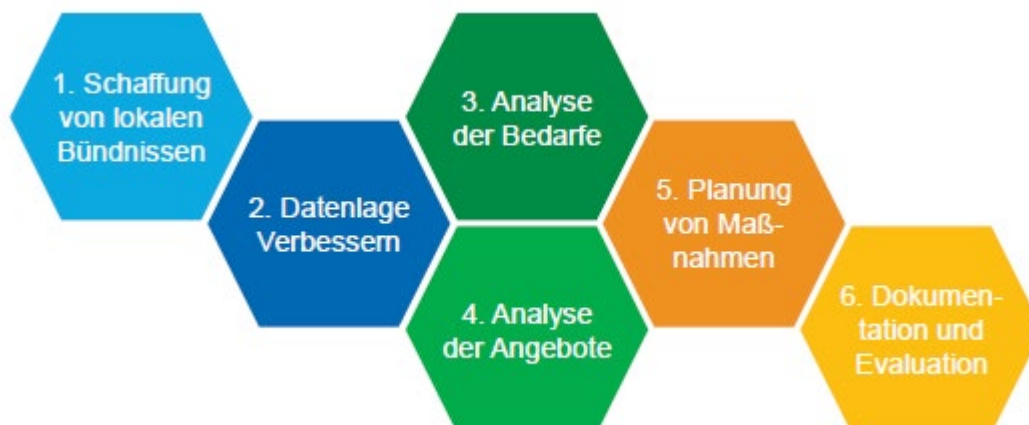 1. Schaffung
von lokalen
Bündnissen
2. Datenlage
Verbessern
3. Analyse
der Bedarfe
4. Analyse
der Angebote
5. Planung
von Maß-
nahmen
6. Dokumen-
tation und
Evaluation